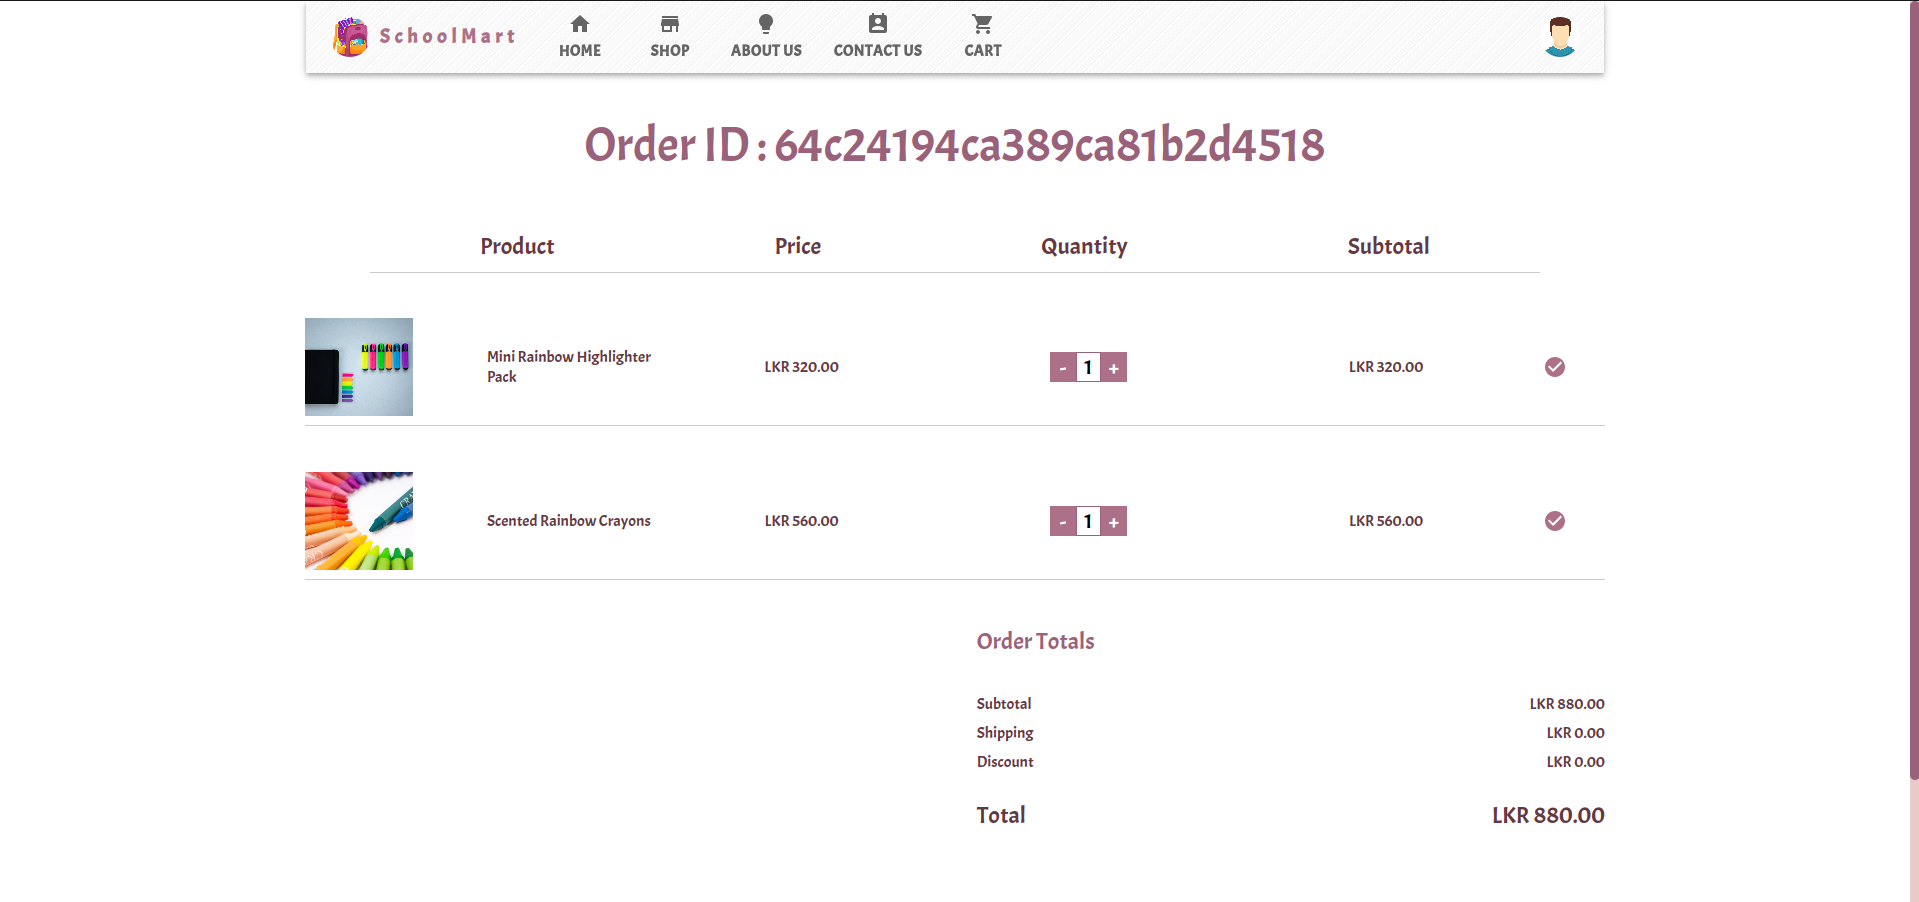 SchoolMart
HOME SHOP ABOUT US CONTACT US CART
Order ID : 64c24194ca389ca81b2d4518
Product Price Quantity Subtotal
Mini Rainbow Highlighter
Pack
LKR 320.00 - 1 + LKR 320.00
Scented Rainbow Crayons LKR 560.00 - 1 + LKR 560.00
Order Totals
Subtotal LKR 880.00
Shipping LKR 0.00
Discount LKR 0.00
Total LKR 880.00